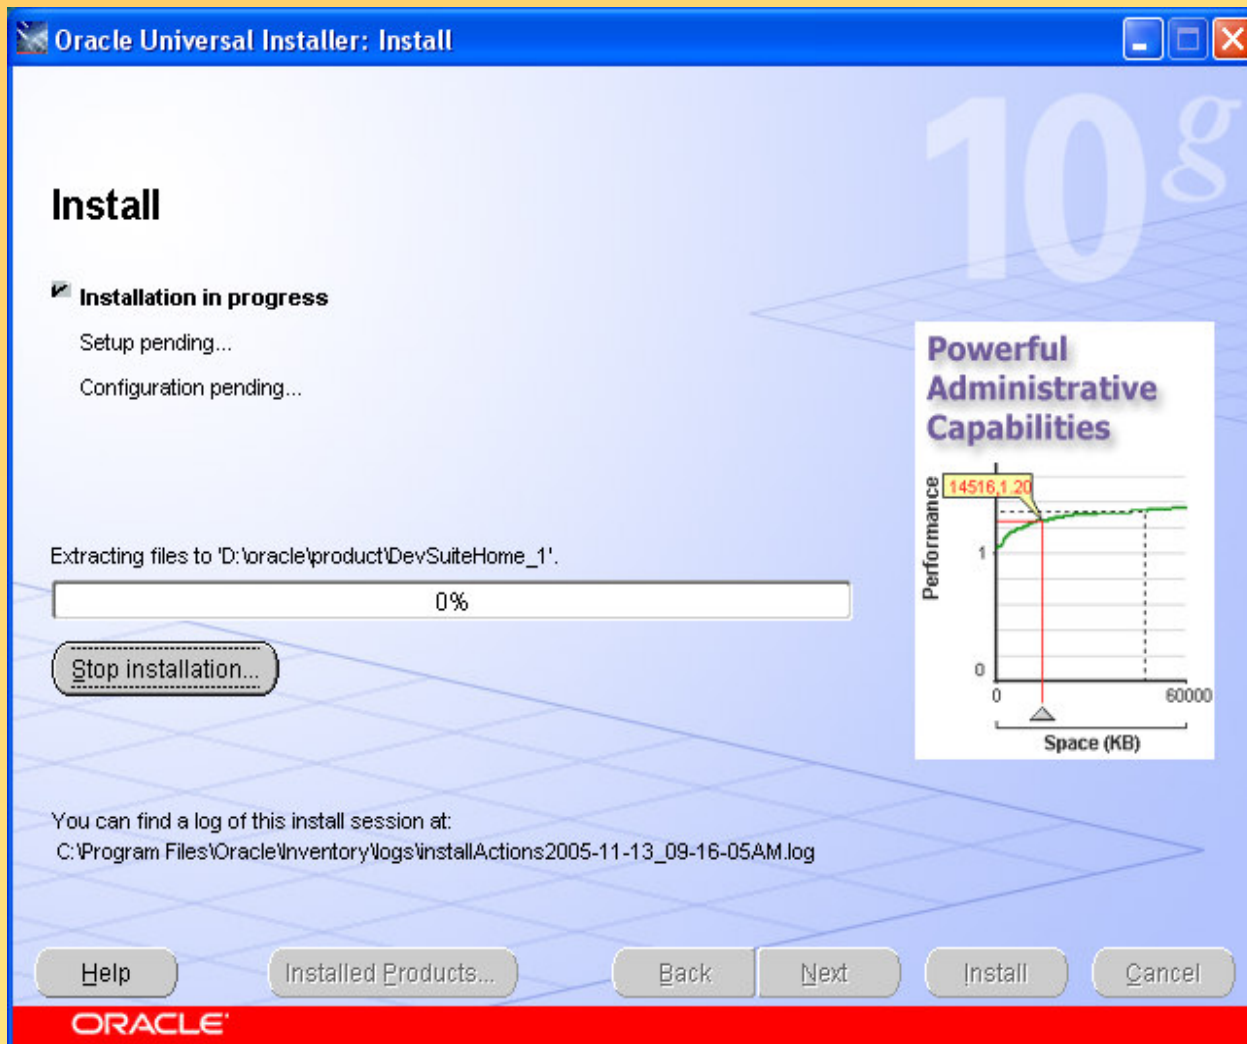 Oracle Universal Installer: Install
10g
Install
Installation in progress
Setup pending...
Configuration pending...
Powerful
Administrative
Capabilities
14516,1.20
Performance
1
0
0
60000
Space (KB)
Extracting files to 'D:\oracle\product\DevSuiteHome_1'.
0%
Stop installation...
You can find a log of this install session at:
C:\Program Files\Oracle\Inventory\logs\installActions2005-11-13_09-16-05AM.log
Help
Installed Products...
Back
Next
Install
Cancel
ORACLE